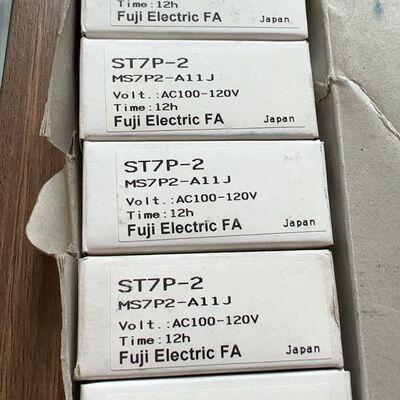 Time:12h
Fuji Electric FA Japan
ST7P-2
MS7P2-A11J
Volt.:AC100-120V
Time:12h
Fuji Electric FA Japan
ST7P-2
MS7P2-A11J
Volt.:AC100-120V
Time:12h
Fuji Electric FA Japan
ST7P-2
MS7P2-A11J
Volt.:AC100-120V
Time:12h
Fuji Electric FA Japan